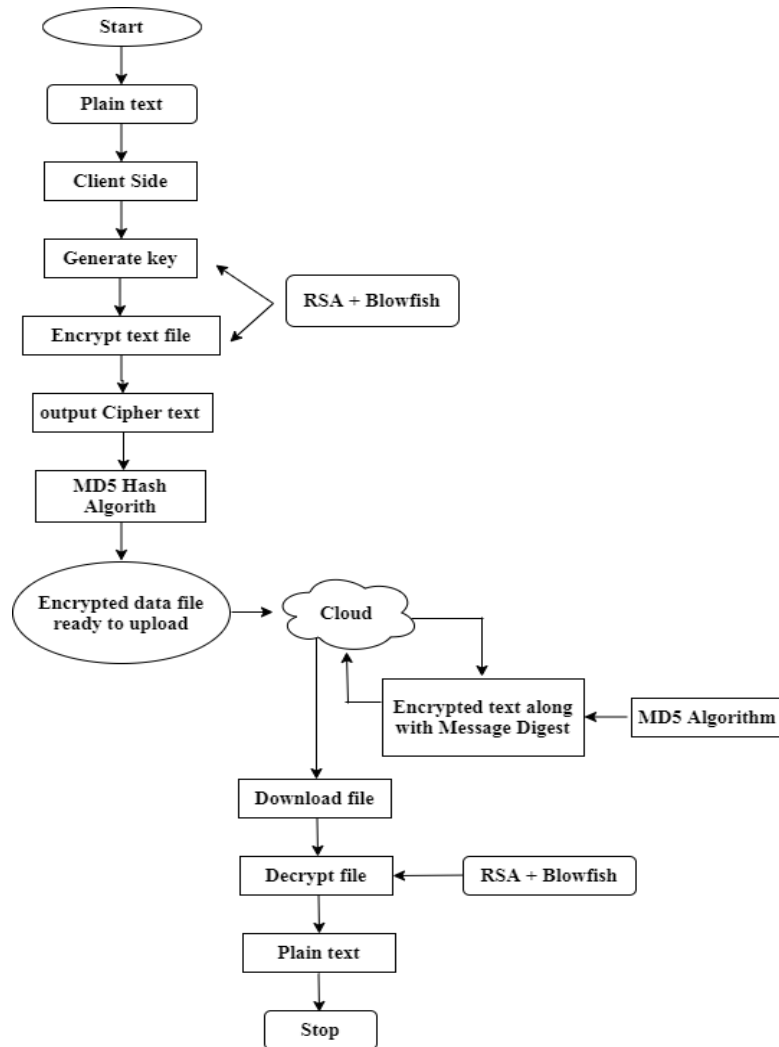 Start
Plain text
Client Side
Generate key
RSA + Blowfish
Encrypt text file
output Cipher text
MD5 Hash
Algorith
Encrypted data file
ready to upload
Cloud
Encrypted text along
with Message Digest
MD5 Algorithm
Download file
Decrypt file
RSA + Blowfish
Plain text
Stop